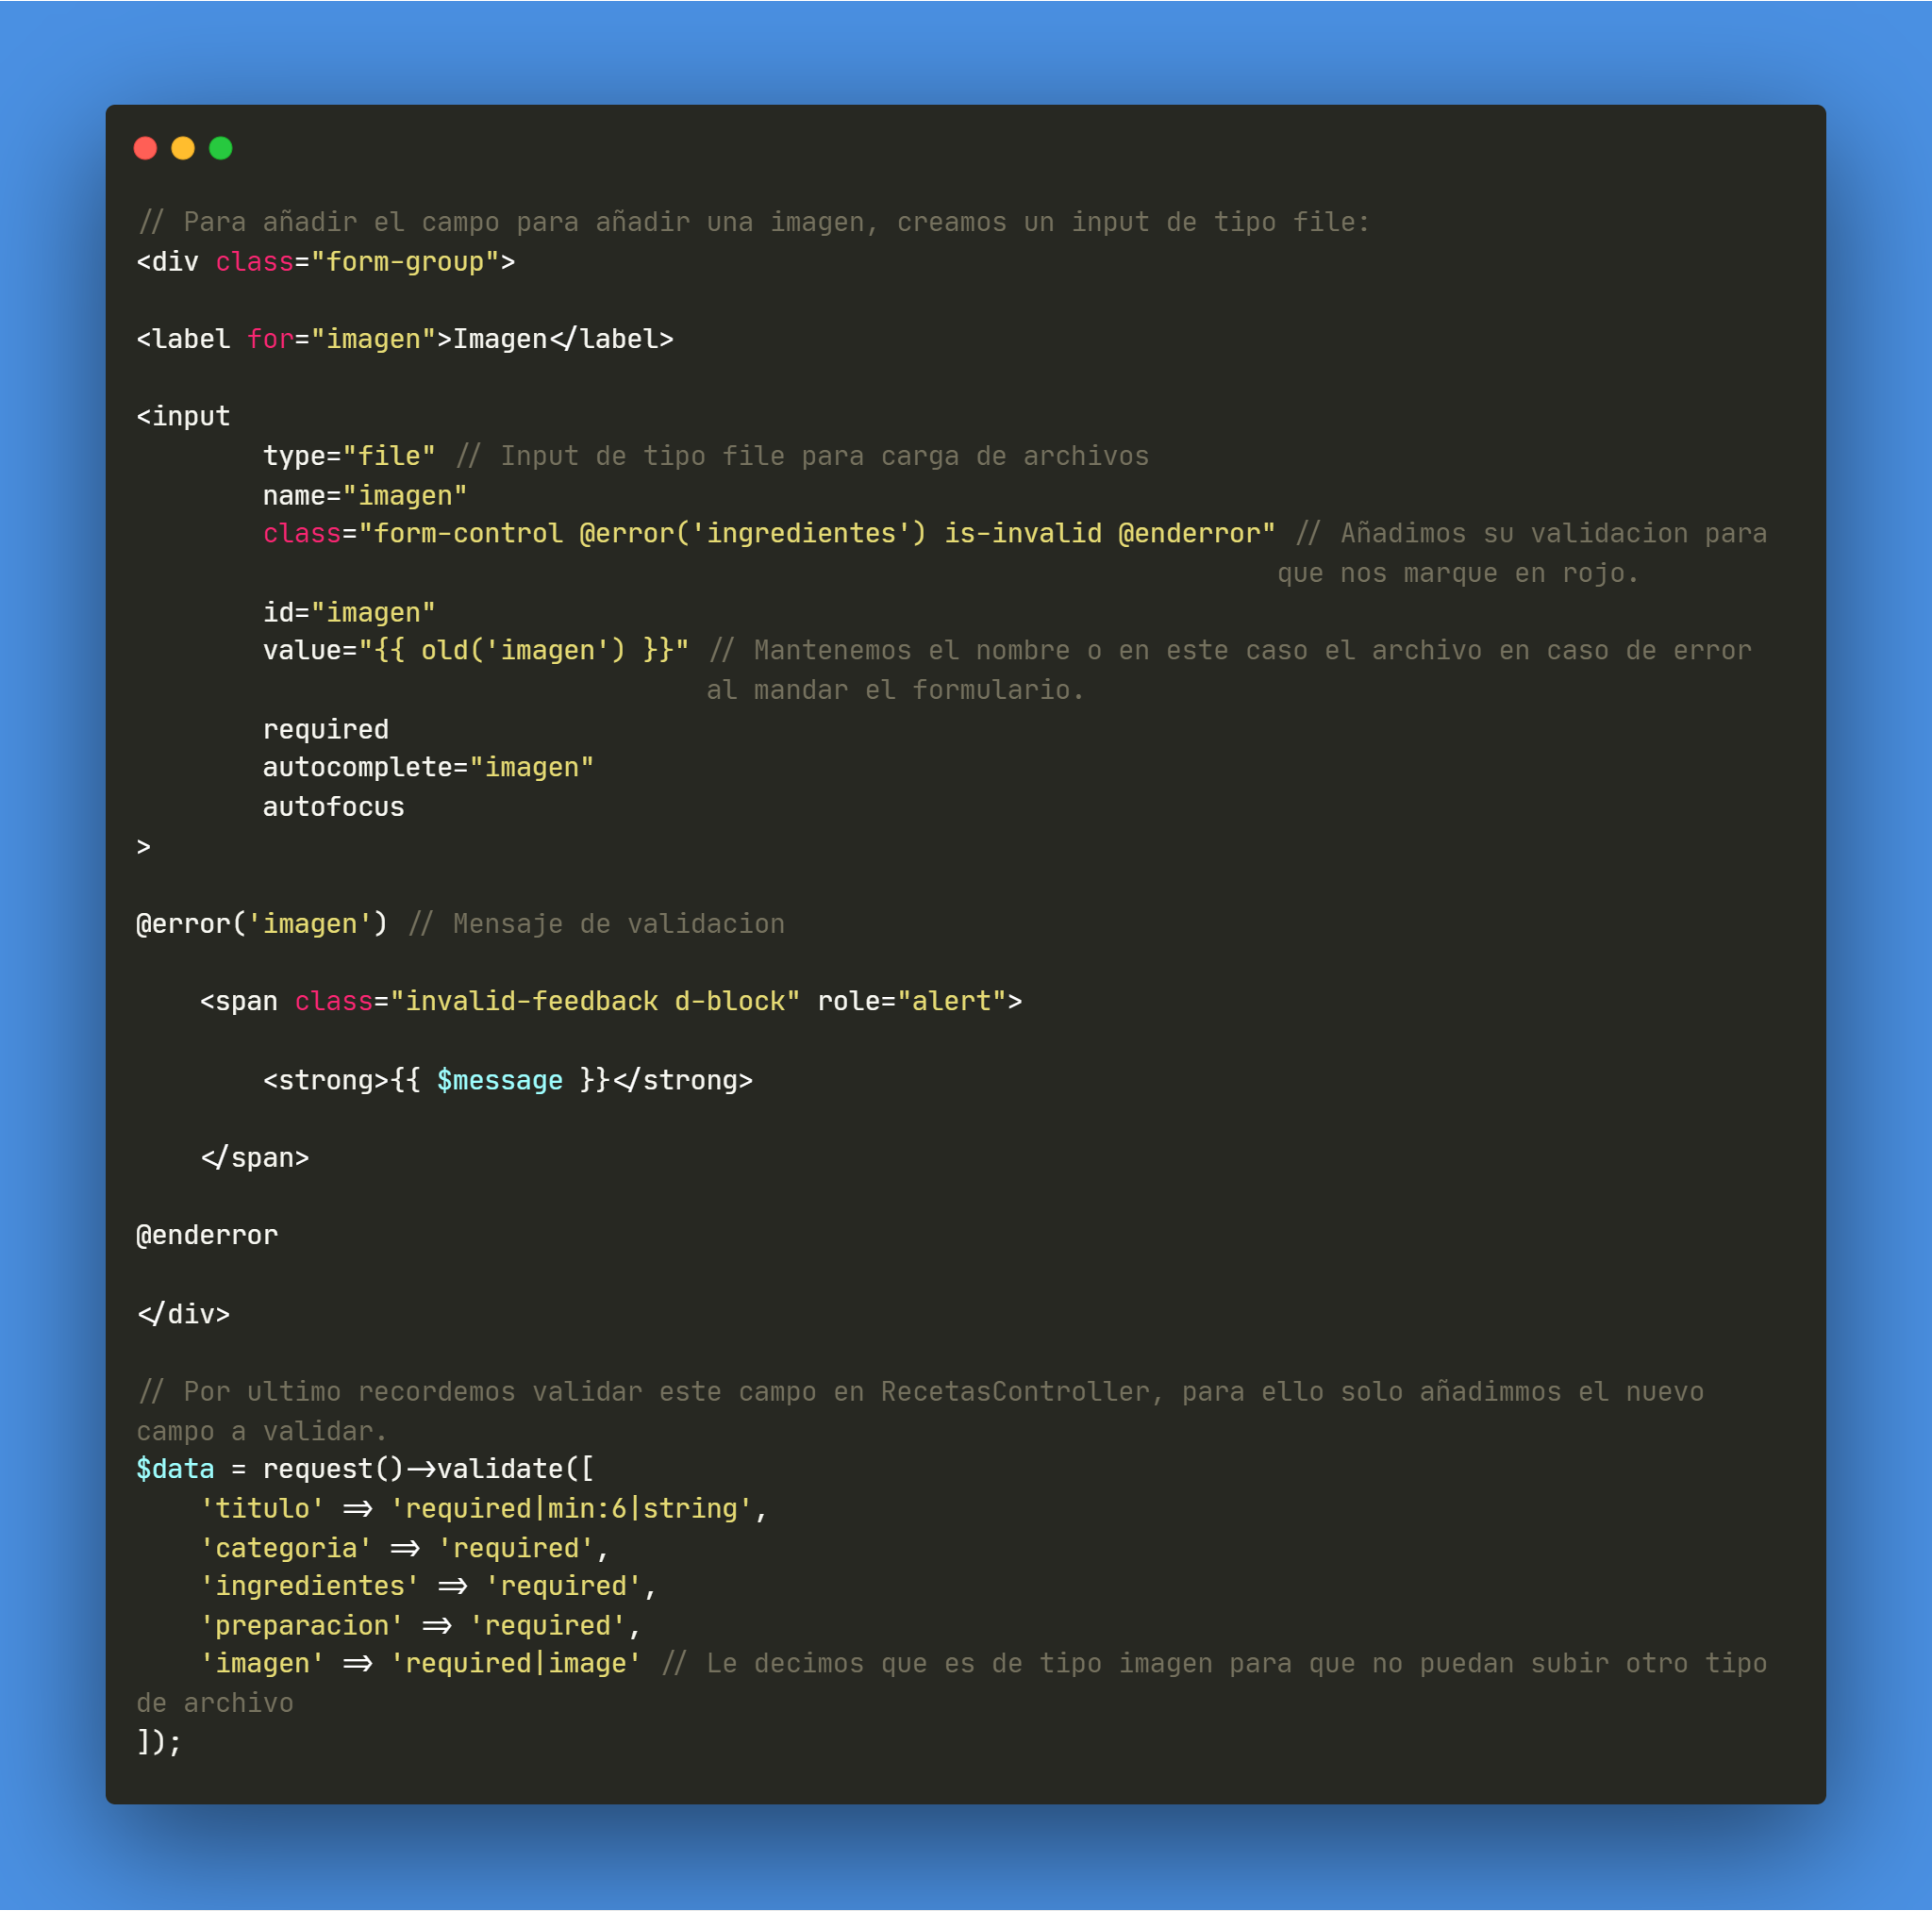 // Para añadir el campo para añadir una imagen, creamos un input de tipo file:
<div class="form-group">
<label for="imagen">Imagen</label>
<input
type="file" // Input de tipo file para carga de archivos
name="imagen"
class="form-control @error('ingredientes') is-invalid @enderror" // Añadimos su validacion para
que nos marque en rojo.
id="imagen"
value="{{ old('imagen') }}" // Mantenemos el nombre o en este caso el archivo en caso de error
al mandar el formulario.
required
autocomplete="imagen"
autofocus
>
@error('imagen') // Mensaje de validacion
<span class="invalid-feedback d-block" role="alert">
<strong>{{ $message }}</strong>
</span>
@enderror
</div>
// Por ultimo recordemos validar este campo en RecetasController, para ello solo añadimmos el nuevo
campo a validar.
$data = request()->validate([
'titulo' => 'required|min:6|string',
'categoria' => 'required',
'ingredientes' => 'required',
'preparacion' => 'required',
'imagen' => 'required|image' // Le decimos que es de tipo imagen para que no puedan subir otro tipo
de archivo
]);